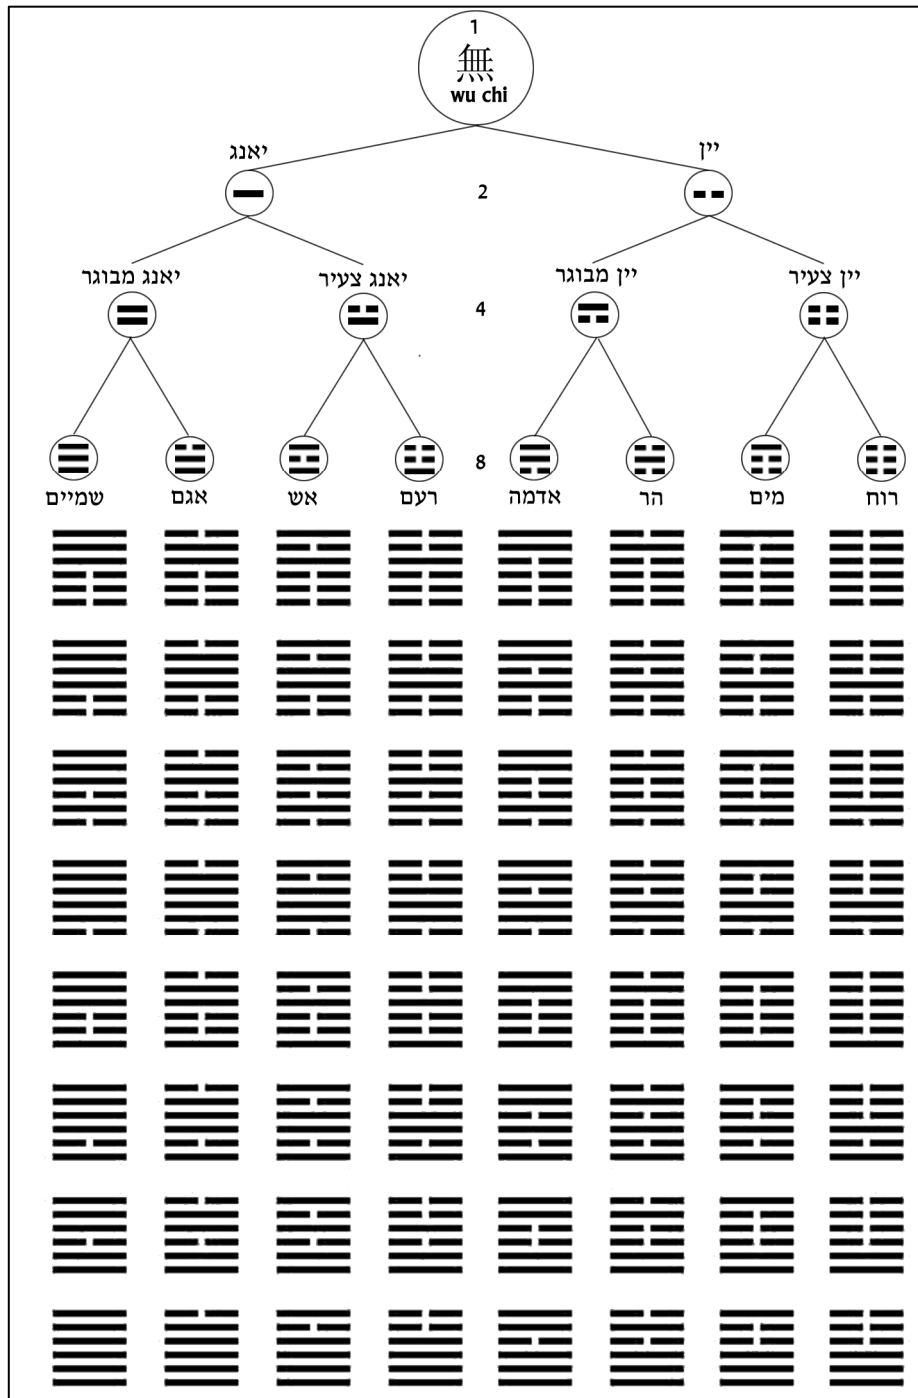 1
無
wu chi
יאנג
יין
2
יאנג מבוגר
יאנג צעיר
יין מבוגר
יין צעיר
4
8
שמיים
אגם
אש
רעם
אדמה
הר
מים
רוח